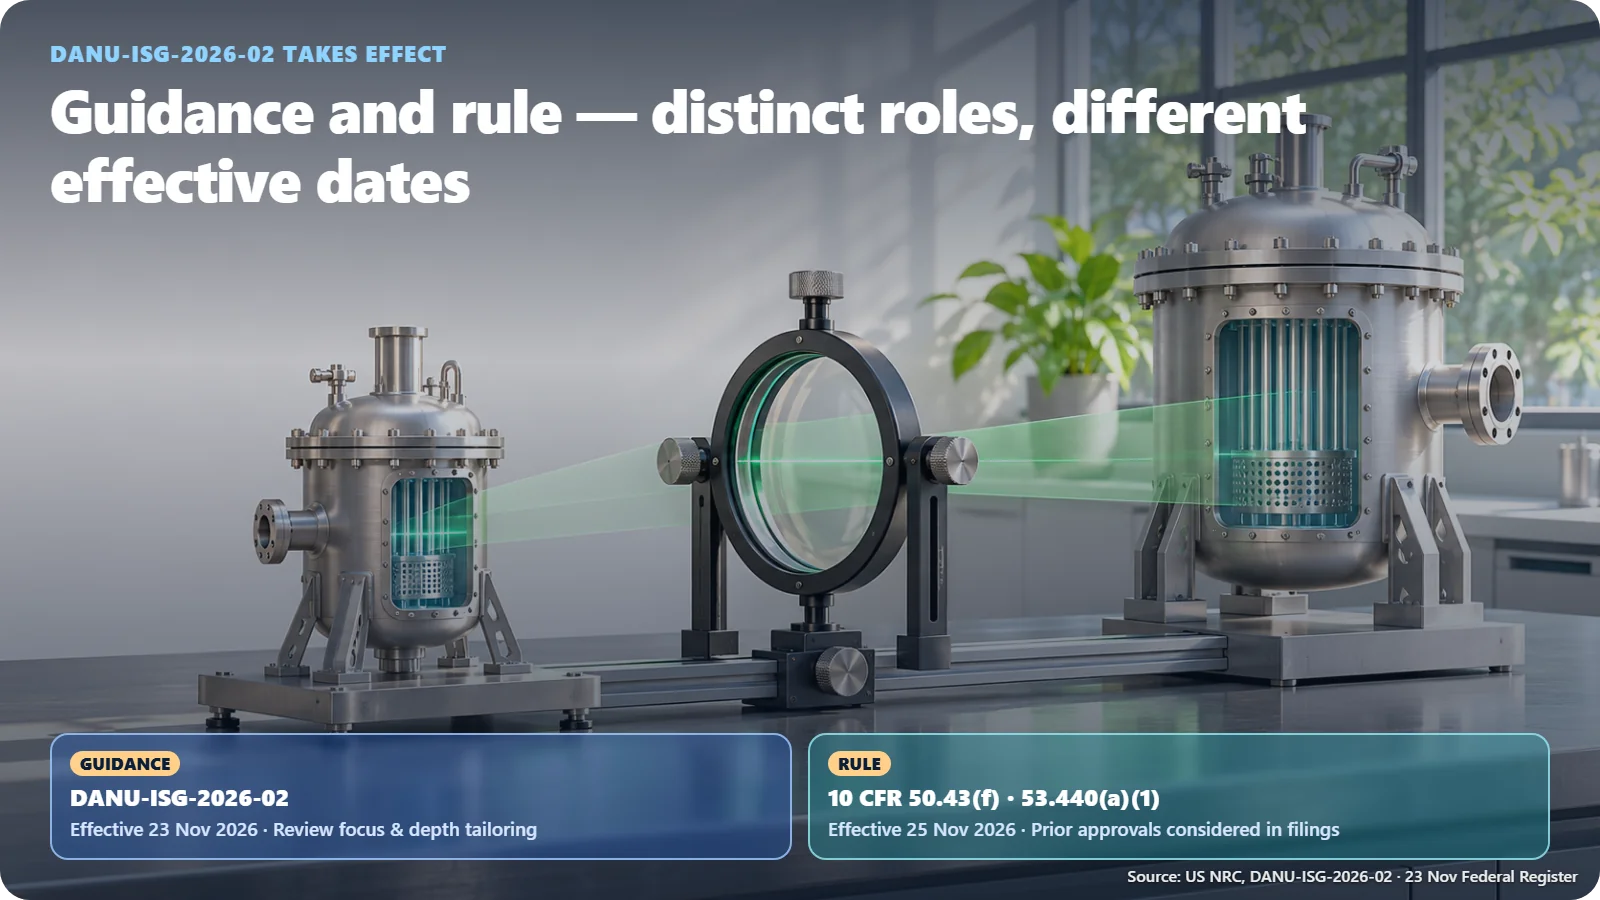 DANU-ISG-2026-02 TAKES EFFECT
Guidance and rule — distinct roles, different
effective dates
GUIDANCE
DANU-ISG-2026-02
Effective 23 Nov 2026 · Review focus & depth tailoring
RULE
10 CFR 50.43(f) · 53.440(a)(1)
Effective 25 Nov 2026 · Prior approvals considered in filings
Source: US NRC, DANU-ISG-2026-02 · 23 Nov Federal Register